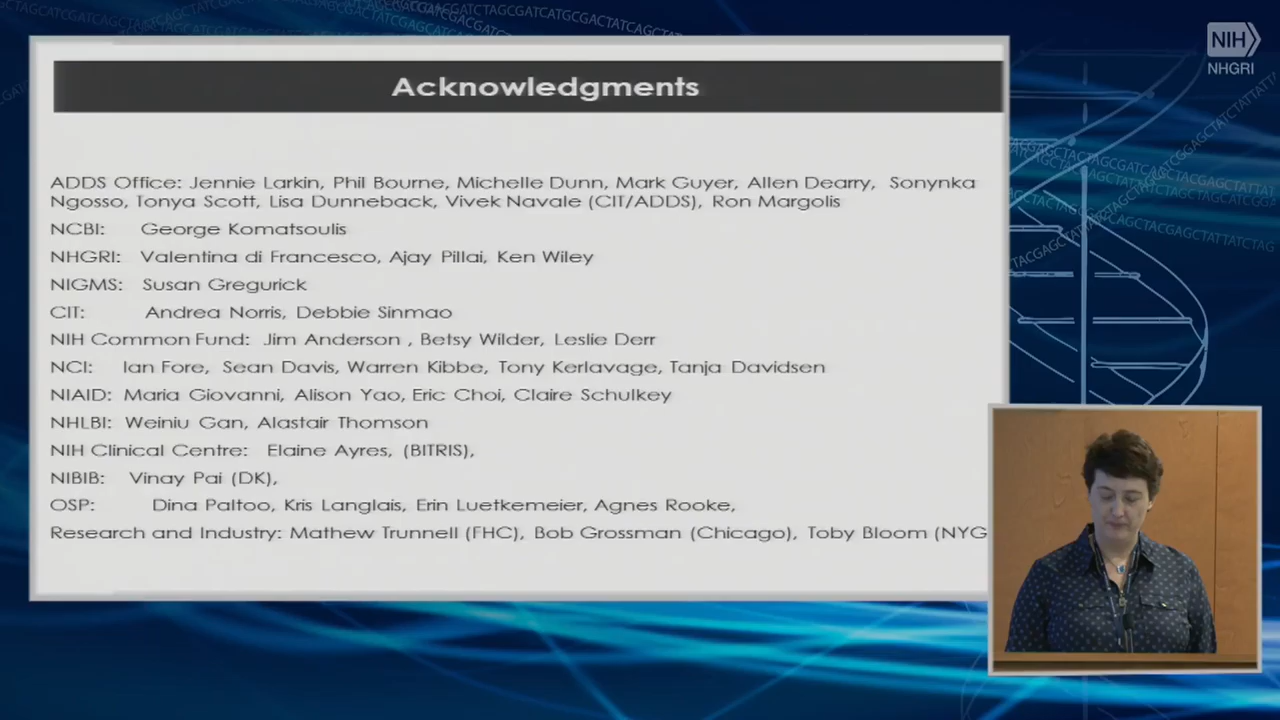 NIH
NHGRI
Acknowledgments
ADDS Office: Jennie Larkin, Phil Bourne, Michelle Dunn, Mark Guyer, Allen Dearry, Sonynka
Ngosso, Tonya Scott, Lisa Dunneback, Vivek Navale (CIT/ADDS), Ron Margolis
NCBI: George Komatsoulis
NHGRI: Valentina di Francesco, Ajay Pillai, Ken Wiley
NIGMS: Susan Gregurick
CIT: Andrea Norris, Debbie Sinmao
NIH Common Fund: Jim Anderson , Betsy Wilder, Leslie Derr
NCI: Ian Fore, Sean Davis, Warren Kibbe, Tony Kerlavage, Tanja Davidsen
NIAID: Maria Giovanni, Alison Yao, Eric Choi, Claire Schulkey
NHLBI: Weiniu Gan, Alastair Thomson
NIH Clinical Centre: Elaine Ayres, (BITRIS),
NIBIB: Vinay Pai (DK),
OSP: Dina Paltoo, Kris Langlais, Erin Luetkemeier, Agnes Rooke,
Research and Industry: Mathew Trunnell (FHC), Bob Grossman (Chicago), Toby Bloom (NYG